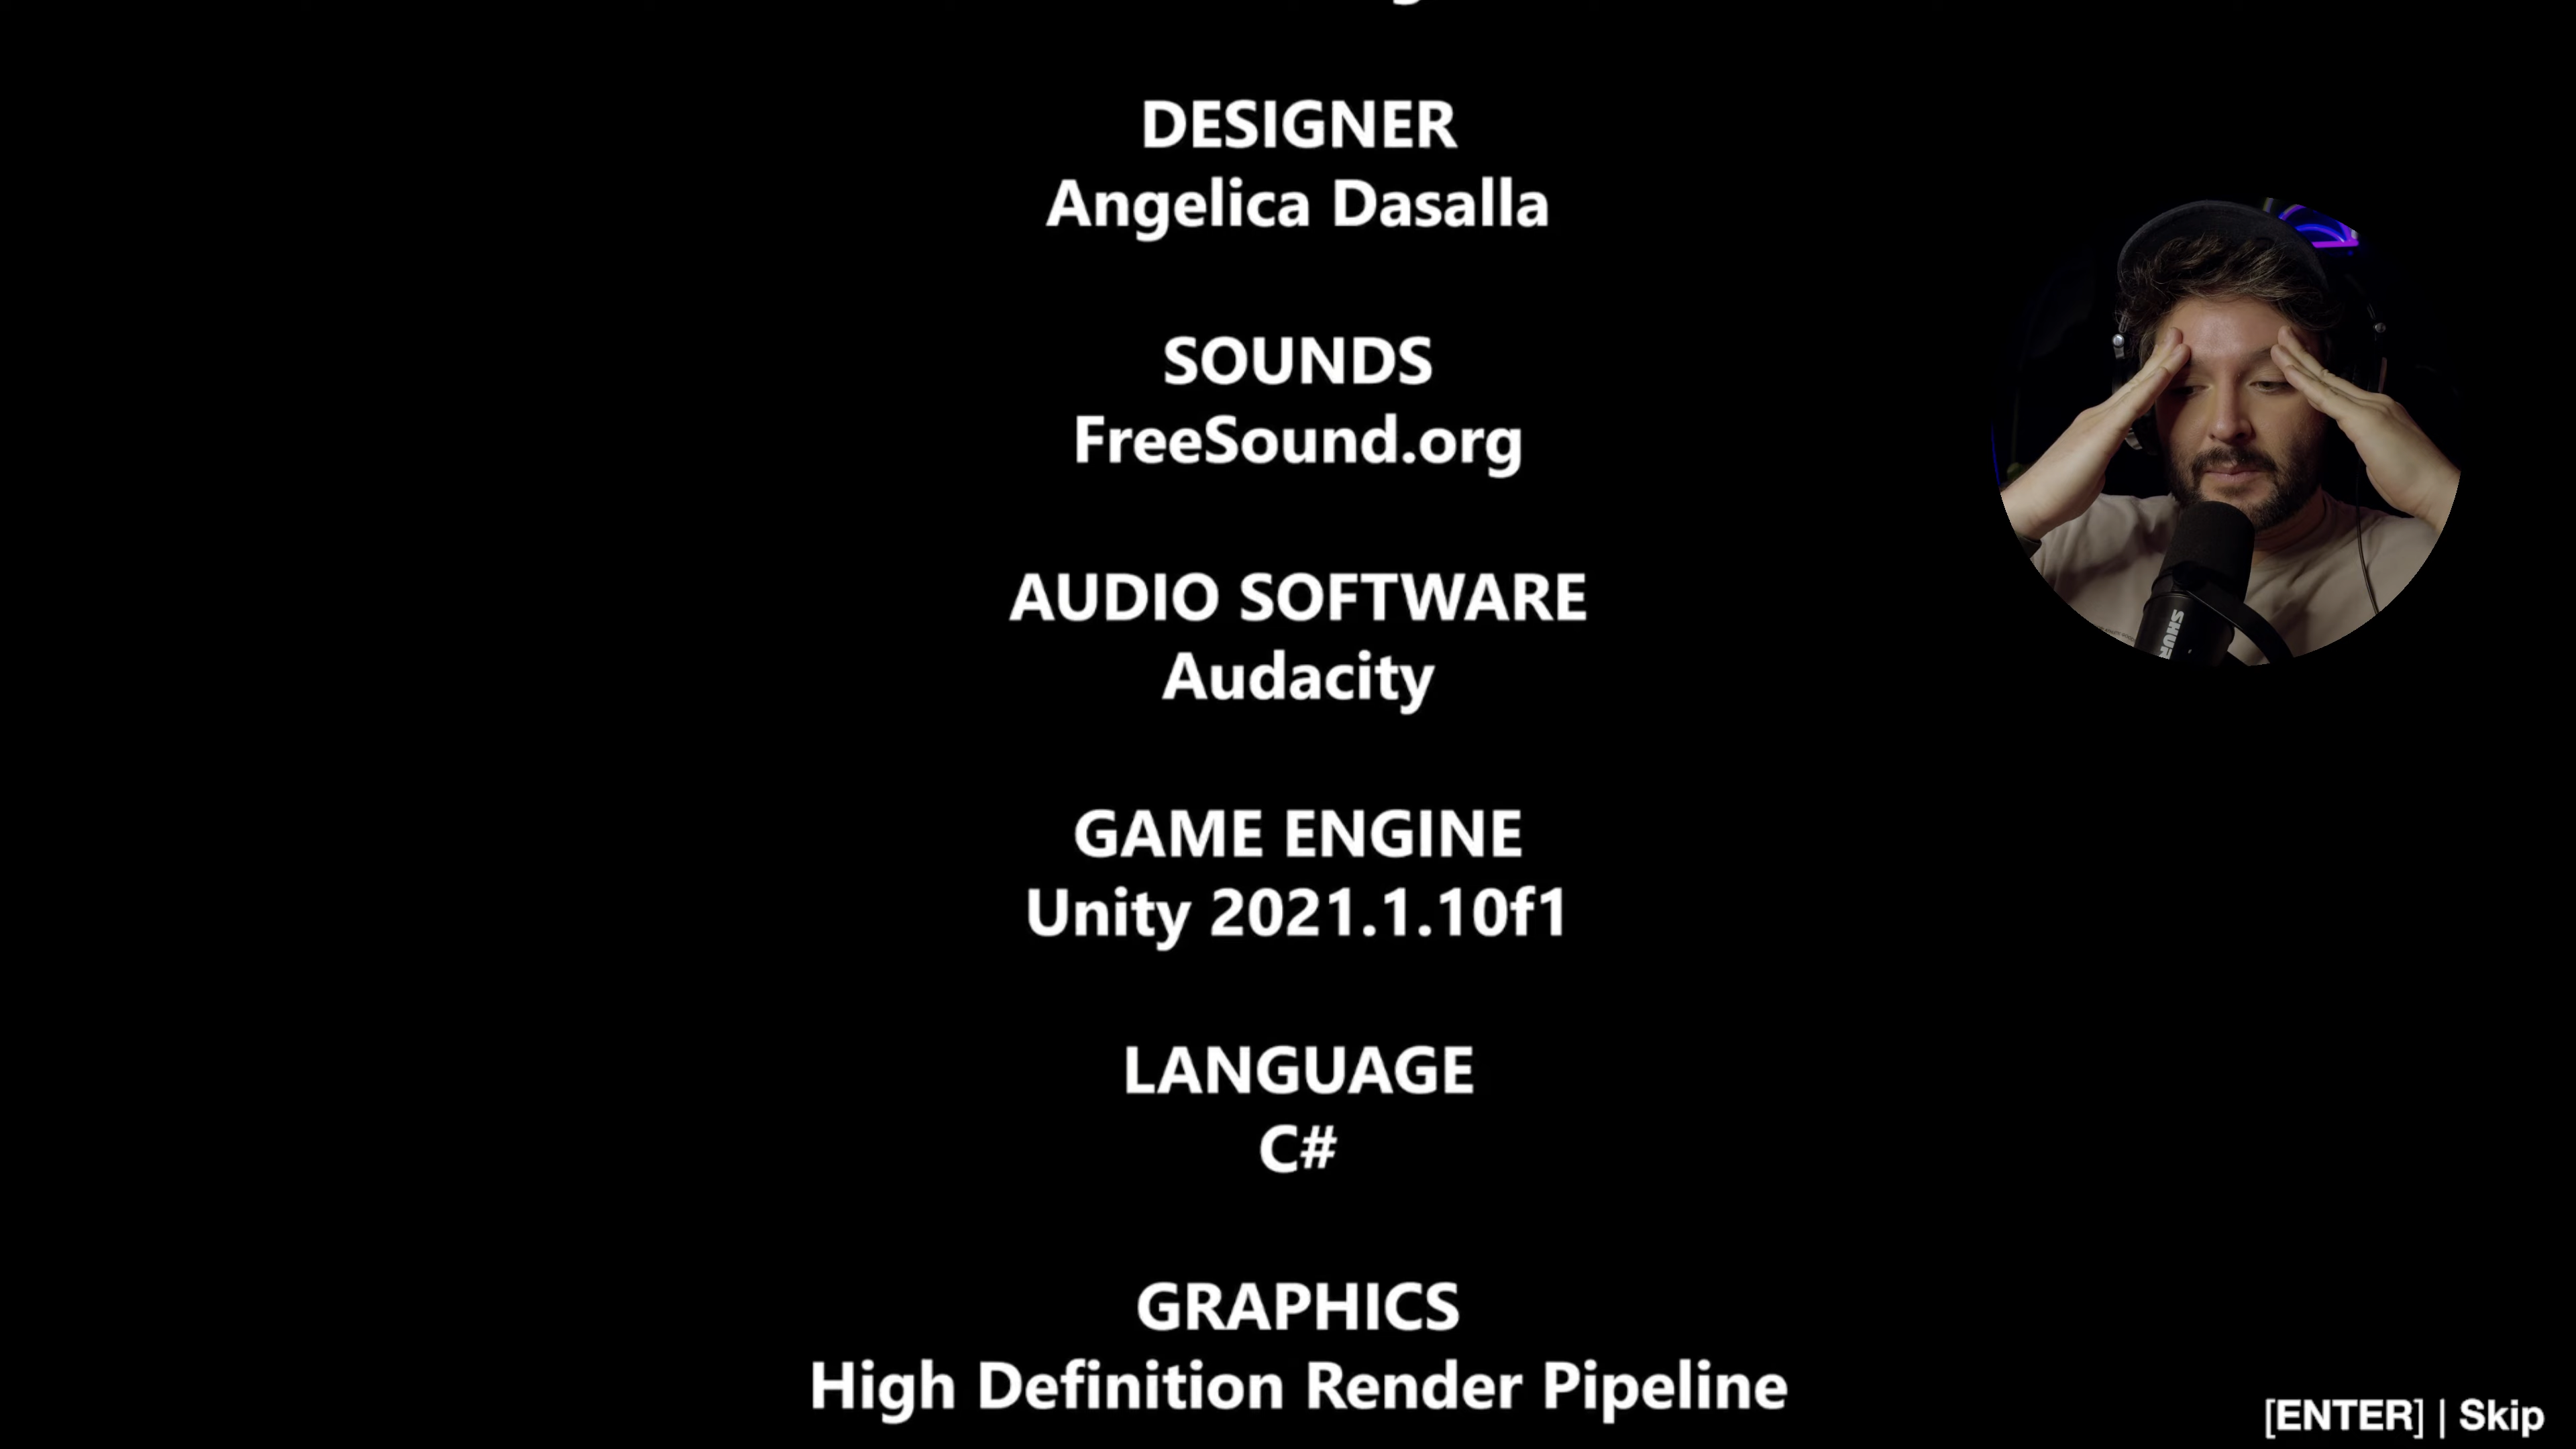 DESIGNER
Angelica Dasalla
SOUNDS
FreeSound.org
AUDIO SOFTWARE
Audacity
GAME ENGINE
Unity 2021.1.10f1
LANGUAGE
C#
GRAPHICS
High Definition Render Pipeline
[ENTER] | Skip